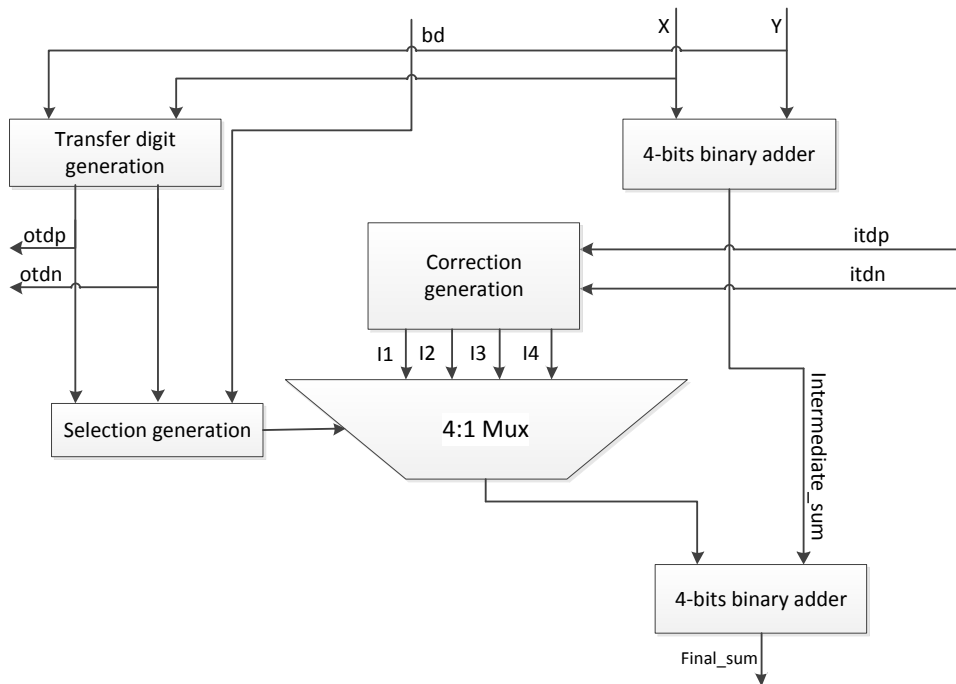 bd
X
Y
Transfer digit
generation
4-bits binary adder
otdp
otdn
Correction
generation
itdp
itdn
I1
I2
I3
I4
Selection generation
4:1 Mux
Intermediate_sum
4-bits binary adder
Final_sum